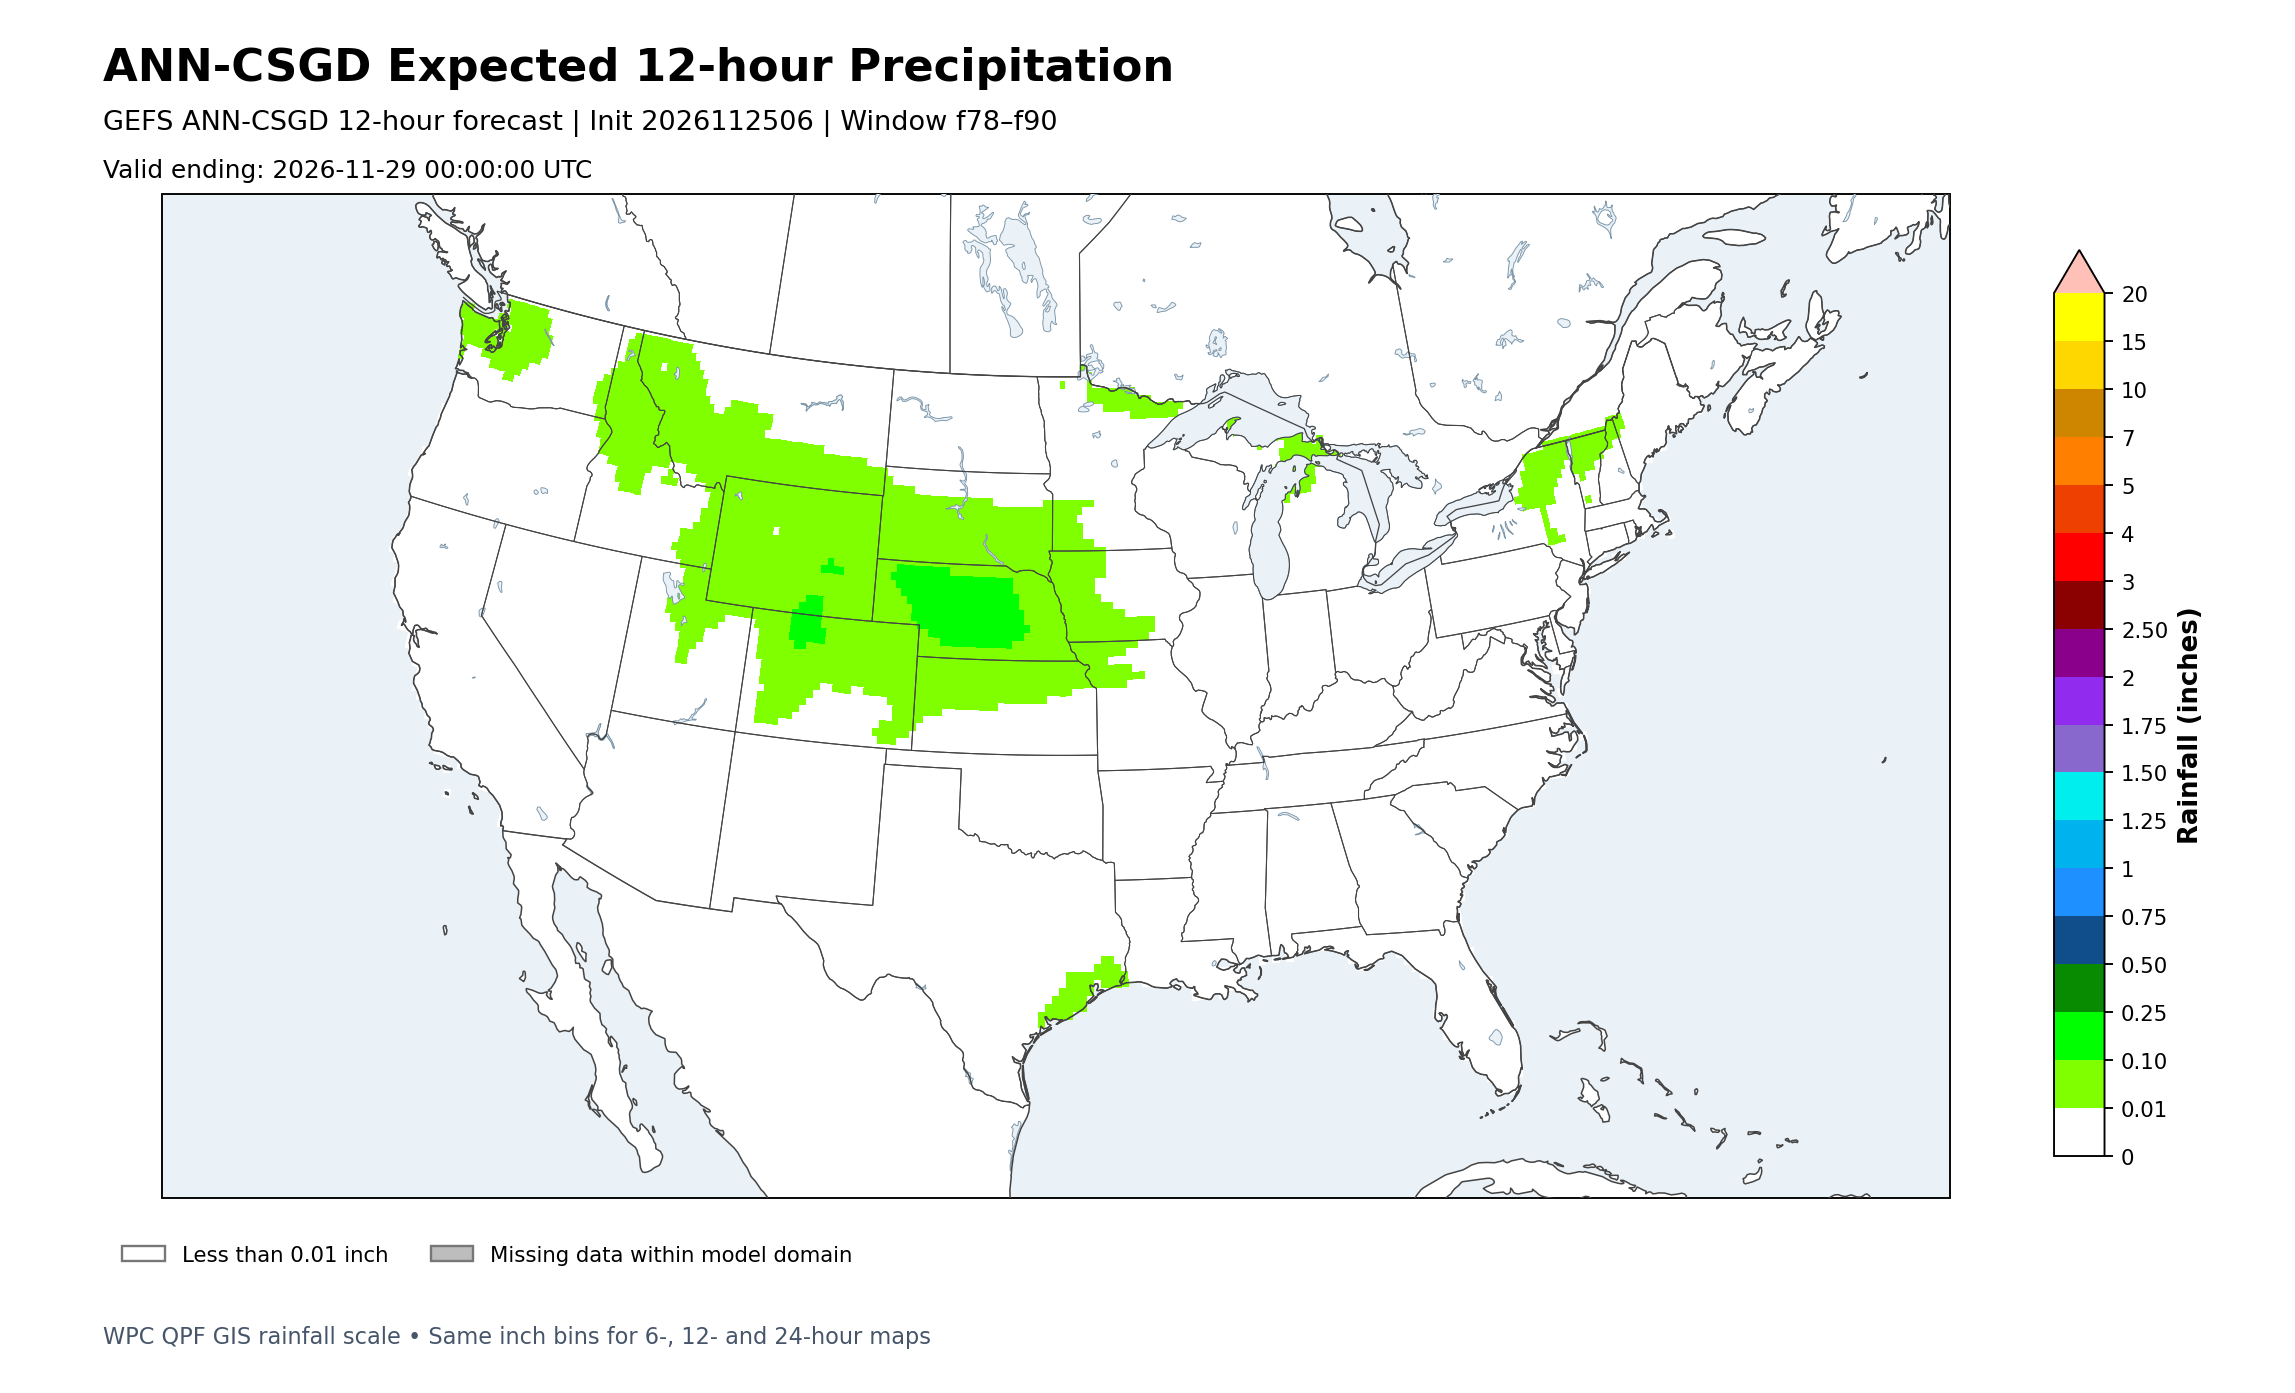 ANN-CSGD Expected 12-hour Precipitation
GEFS ANN-CSGD 12-hour forecast | Init 2026112506 | Window f78–f90
Valid ending: 2026-11-29 00:00:00 UTC
20
15
10
7
5
4
3
2.50
2
1.75
1.50
1.25
1
0.75
0.50
0.25
0.10
0.01
0
Rainfall (inches)
Less than 0.01 inch
Missing data within model domain
WPC QPF GIS rainfall scale • Same inch bins for 6-, 12- and 24-hour maps